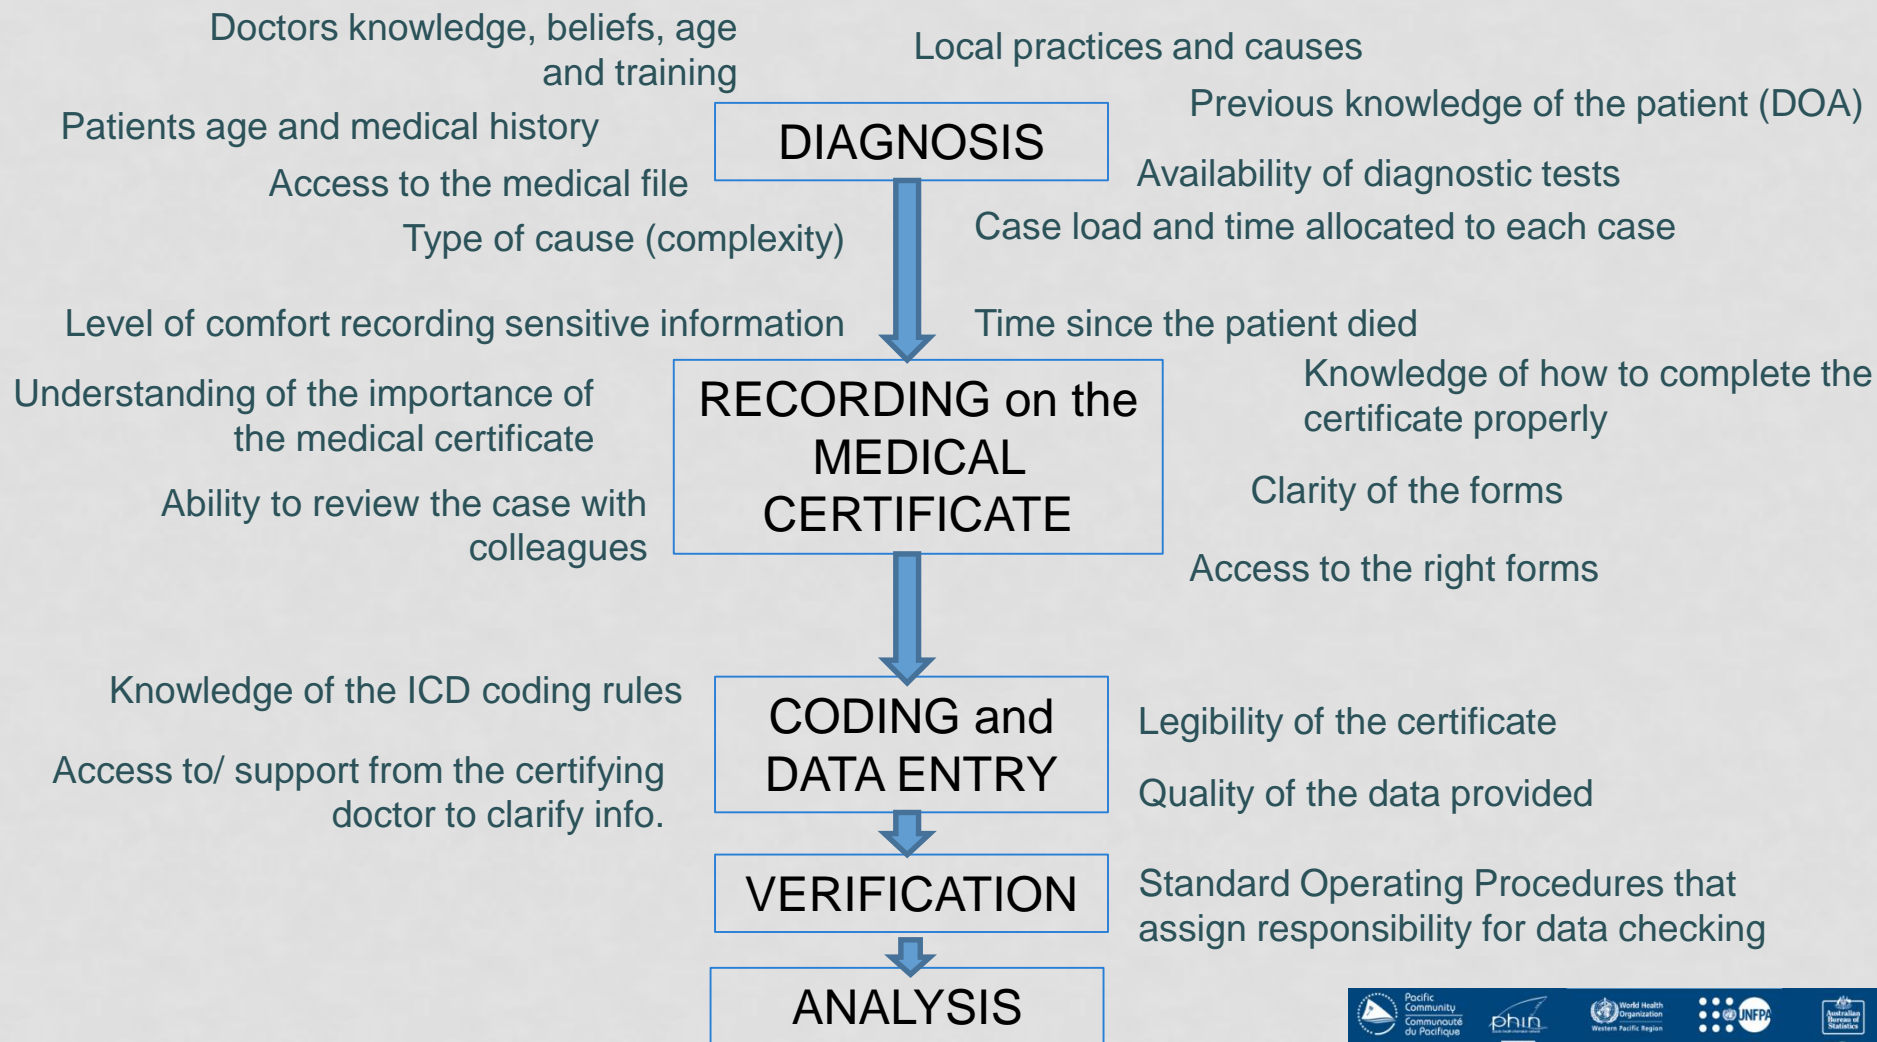 Doctors knowledge, beliefs, age
and training
Local practices and causes
Previous knowledge of the patient (DOA)
Patients age and medical history
DIAGNOSIS
Access to the medical file
Availability of diagnostic tests
Type of cause (complexity)
Case load and time allocated to each case
Level of comfort recording sensitive information
Time since the patient died
Understanding of the importance of
the medical certificate
RECORDING on the
MEDICAL
CERTIFICATE
Knowledge of how to complete the
certificate properly
Ability to review the case with
colleagues
Clarity of the forms
Access to the right forms
Knowledge of the ICD coding rules
CODING and
DATA ENTRY
Legibility of the certificate
Access to/ support from the certifying
doctor to clarify info.
Quality of the data provided
VERIFICATION
Standard Operating Procedures that
assign responsibility for data checking
ANALYSIS
Pacific
Community
Communauté
du Pacifique
phin
World Health
Organization
Western Pacific Region
UNFPA
Australian
Bureau of
Statistics